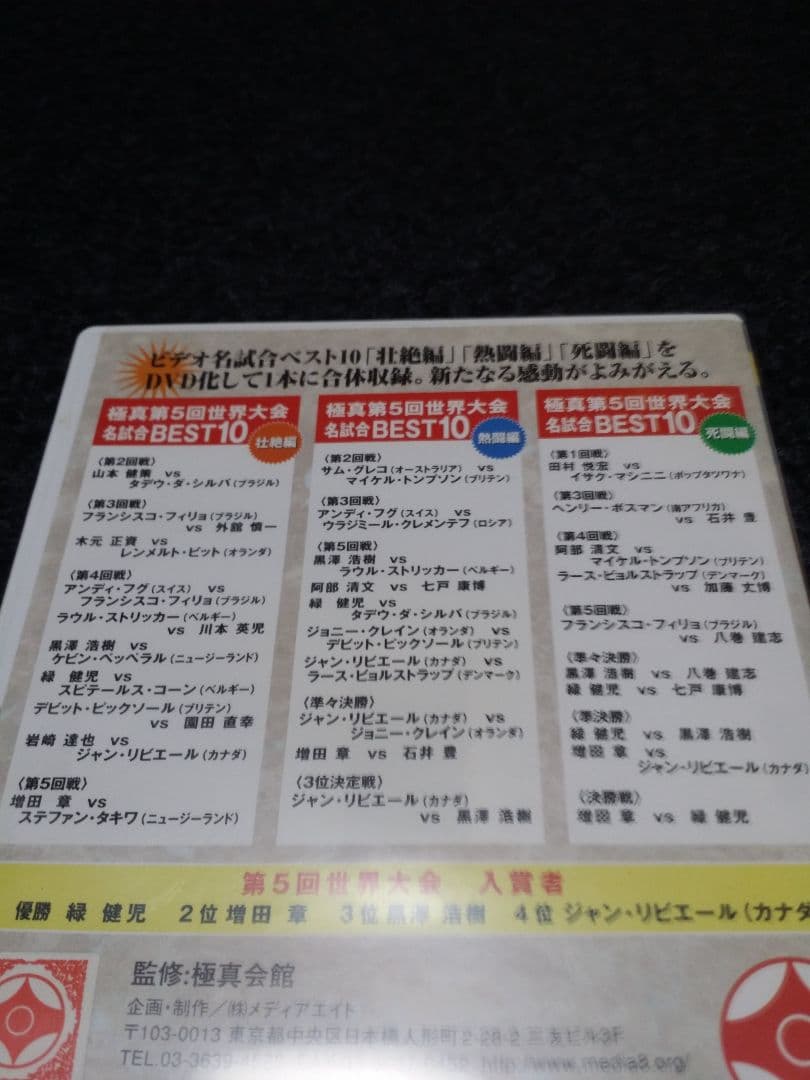 ビデオ名試合ベスト10「壮絶編」「熱闘編」「死闘編」を
DVD化して1本に合体収録。新たなる感動がよみがえる。
極真第5回世界大会
名試合BEST10
壮絶編
〈第2回戦〉
山本 健策 vs
タデウ・ダ・シルバ(ブラジル)
〈第3回戦〉
フランシスコ・フィリョ(ブラジル)
vs 外舘 慎一
木元 正資 vs
レンメルト・ビット(オランダ)
〈第4回戦〉
アンディ・フグ(スイス) vs
フランシスコ・フィリョ(ブラジル)
ラウル・ストリッカー(ベルギー)
vs 川本 英児
黒澤 浩樹 vs
ケビン・ペッペラル(ニュージーランド)
緑 健児 vs
スピテールス・コーン(ベルギー)
デビット・ピックソール(ブリテン)
vs 園田 直幸
岩崎 達也 vs
ジャン・リビエール(カナダ)
〈第5回戦〉
増田 章 vs
ステファン・タキワ(ニュージーランド)
極真第5回世界大会
名試合BEST10
熱闘編
〈第2回戦〉
サム・グレコ(オーストラリア) vs
マイケル・トンプソン(ブリテン)
〈第3回戦〉
アンディ・フグ(スイス) vs
ウラジミール・クレメンテフ(ロシア)
〈第5回戦〉
黒澤 浩樹 vs
ラウル・ストリッカー(ベルギー)
阿部 清文 vs 七戸 康博
緑 健児 vs
タデウ・ダ・シルバ(ブラジル)
ジョニー・クレイン(オランダ) vs
デビット・ピックソール(ブリテン)
ジャン・リビエール(カナダ) vs
ラース・ビョルストラップ(デンマーク)
〈準々決勝〉
ジャン・リビエール(カナダ) vs
ジョニー・クレイン(オランダ)
増田 章 vs 石井 豊
〈3位決定戦〉
ジャン・リビエール(カナダ)
vs 黒澤 浩樹
極真第5回世界大会
名試合BEST10
死闘編
〈第1回戦〉
田村 悦宏 vs
イサク・マシニニ(ボップタツワナ)
〈第3回戦〉
ヘンリー・ボスマン(南アフリカ)
vs 石井 豊
〈第4回戦〉
阿部 清文 vs
マイケル・トンプソン(ブリテン)
ラース・ビョルストラップ(デンマーク)
vs 加藤 丈博
〈第5回戦〉
フランシスコ・フィリョ(ブラジル)
vs 八巻 建志
〈準々決勝〉
黒澤 浩樹 vs 八巻 建志
緑 健児 vs 七戸 康博
〈準決勝〉
緑 健児 vs 黒澤 浩樹
増田 章 vs
ジャン・リビエール(カナダ)
〈決勝戦〉
増田 章 vs 緑 健児
第5回世界大会 入賞者
優勝 緑 健児 2位 増田 章 3位 黒澤 浩樹 4位 ジャン・リビエール(カナダ
監修:極真会館
企画・制作/㈱メディアエイト
〒103-0013 東京都中央区日本橋人形町2-28-2 三友ビル3F
TEL.03-3639 http://www.media8.org/